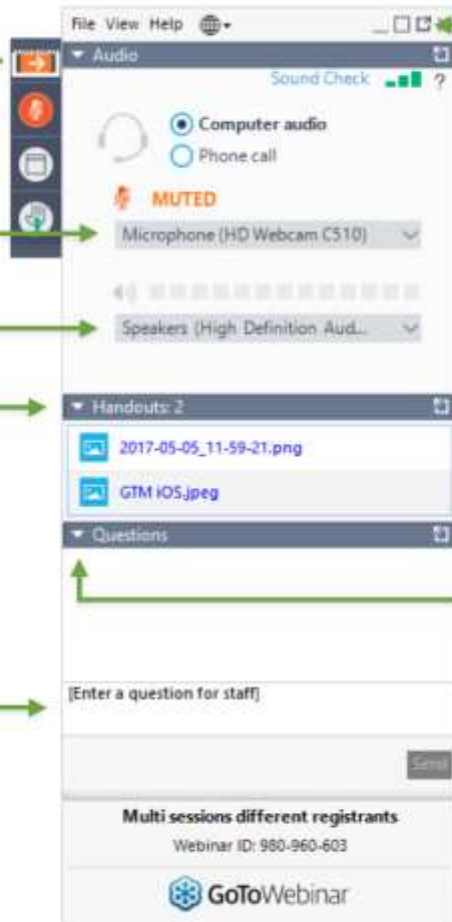 File View Help
Audio
Sound Check ?
Computer audio
Phone call
MUTED
Microphone (HD Webcam C510)
Speakers (High Definition Aud...
Handouts: 2
2017-05-05_11-59-21.png
GTM iOS.jpeg
Questions
[Enter a question for staff]
Send
Multi sessions different registrants
Webinar ID: 980-960-603
GoToWebinar